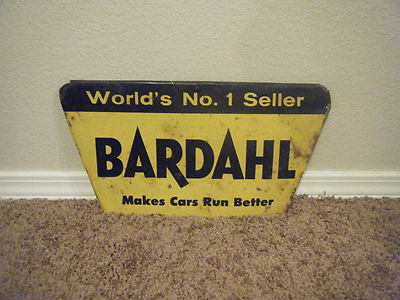 World's No. 1 Seller
BARDAHL
Makes Cars Run Better